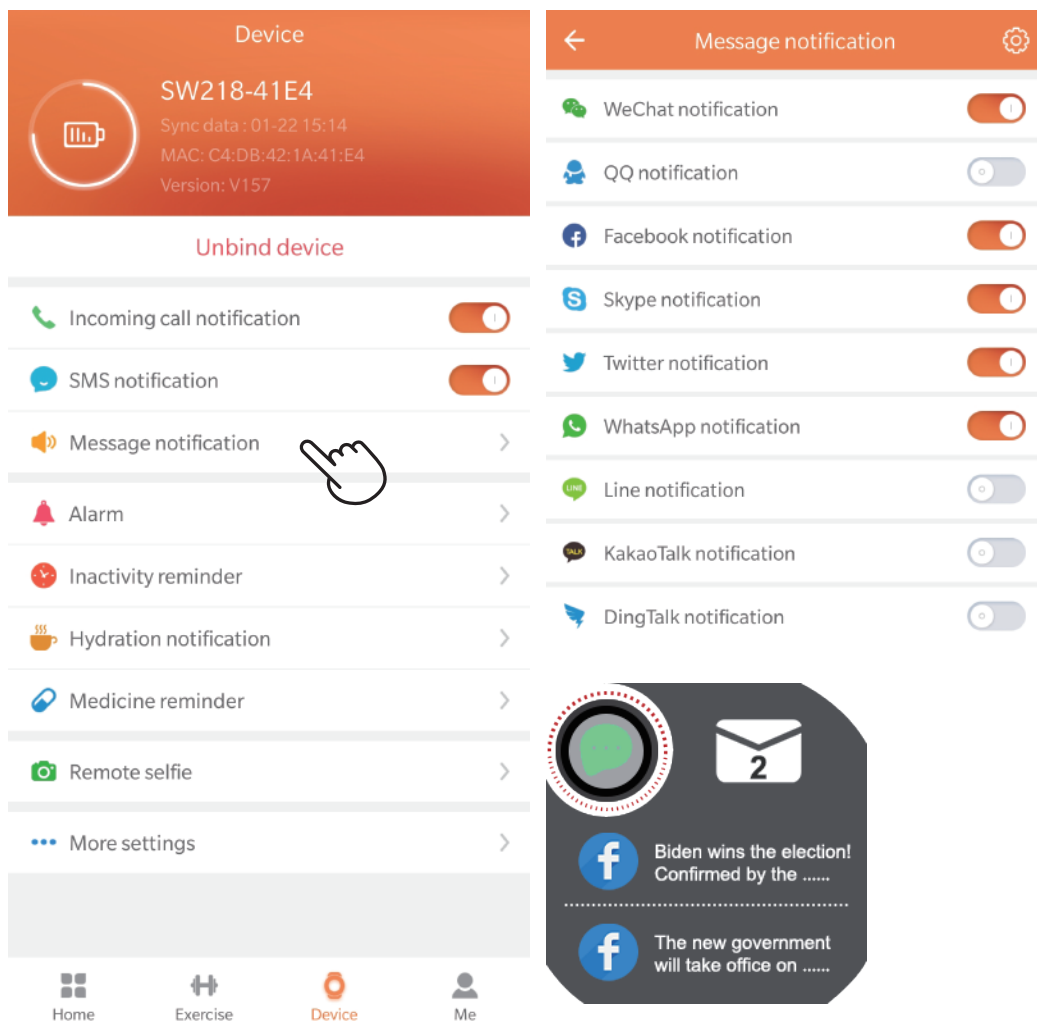 Device
SW218-41E4
Sync data : 01-22 15:14
MAC: C4:DB:42:1A:41:E4
Version: V157
Unbind device
Incoming call notification
SMS notification
Message notification
Alarm
Inactivity reminder
Hydration notification
Medicine reminder
Remote selfie
More settings
Home
Exercise
Device
Me
Message notification
WeChat notification
QQ notification
Facebook notification
Skype notification
Twitter notification
WhatsApp notification
LINE
Line notification
TALK
KakaoTalk notification
DingTalk notification
2
Biden wins the election!
Confirmed by the ......
The new government
will take office on ......